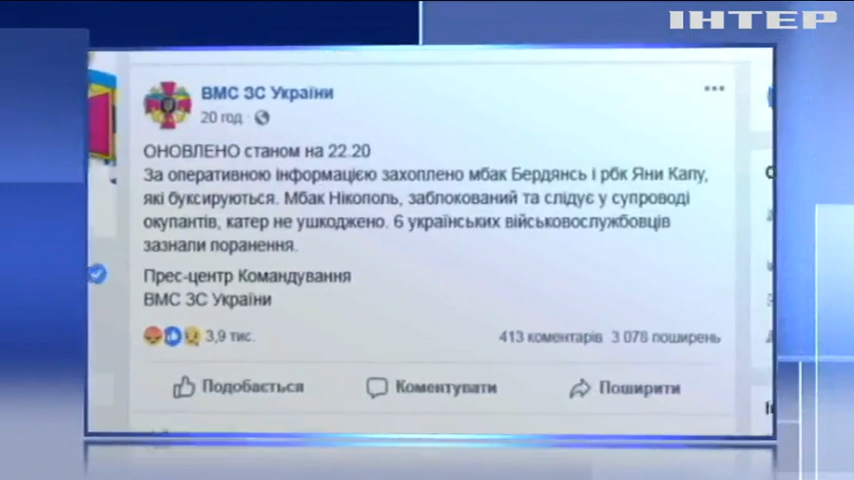 ІНТЕР
ВМС ЗС України
20 год ·
ОНОВЛЕНО станом на 22.20
За оперативною інформацією захоплено мбак Бердянсь і рбк Яни Капу,
які буксируються. Мбак Нікополь, заблокований та слідує у супроводі
окупантів, катер не ушкоджено. 6 українських військовослужбовців
зазнали поранення.
Прес-центр Командування
ВМС ЗС України
3,9 тис. 413 коментарів 3 078 поширень
Подобається Коментувати Поширити